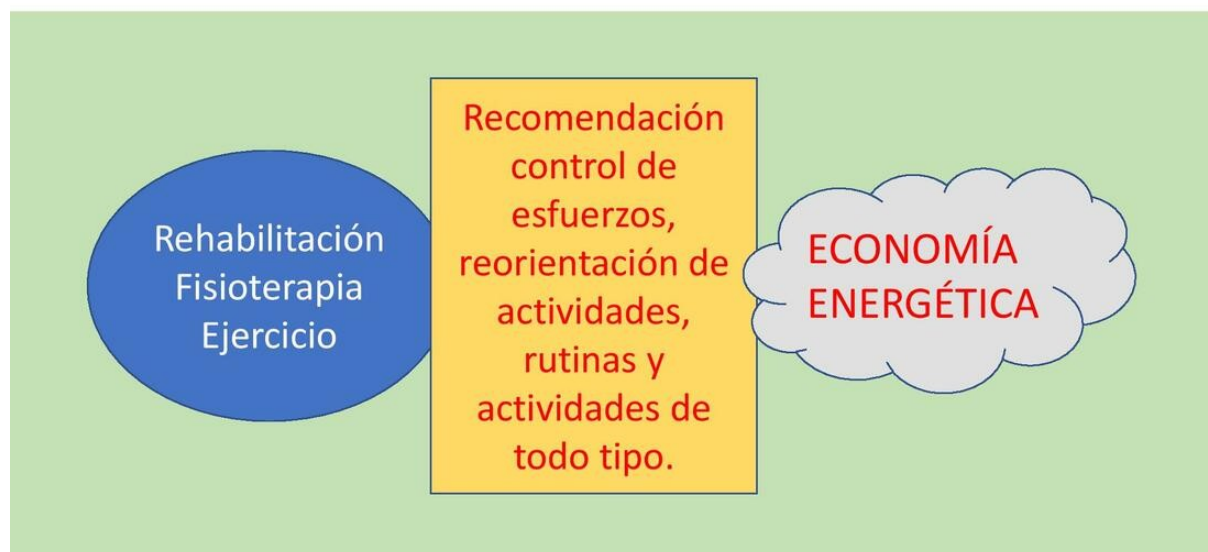 Rehabilitación
Fisioterapia
Ejercicio
Recomendación
control de
esfuerzos,
reorientación de
actividades,
rutinas y
actividades de
todo tipo.
ECONOMÍA
ENERGÉTICA